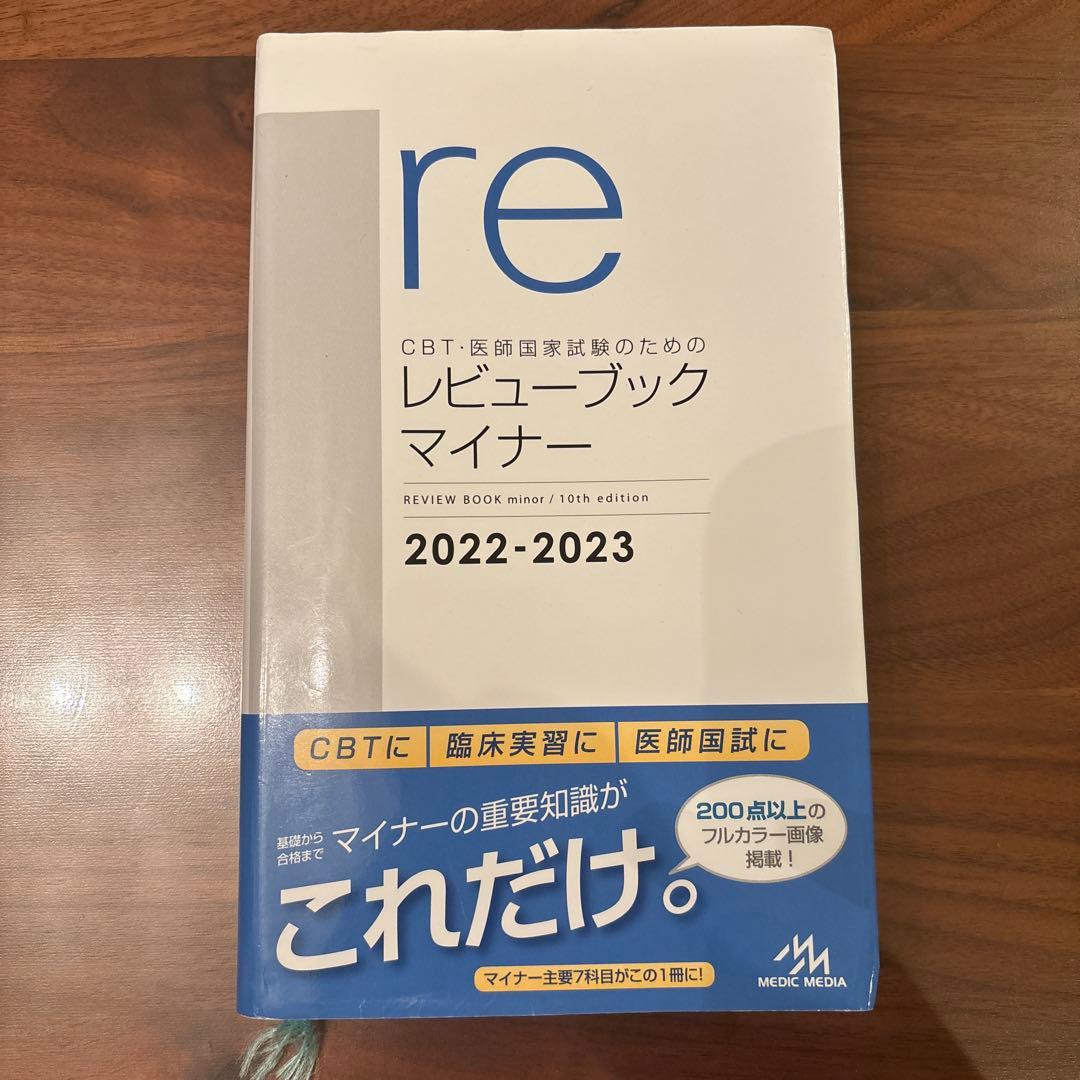 re
CBT・医師国家試験のための
レビューブック
マイナー
REVIEW BOOK minor / 10th edition
2022-2023
CBTに 臨床実習に 医師国試に
基礎から
合格まで
マイナーの重要知識が
これだけ。
200点以上の
フルカラー画像
掲載！
マイナー主要7科目がこの1冊に!
MEDIC MEDIA